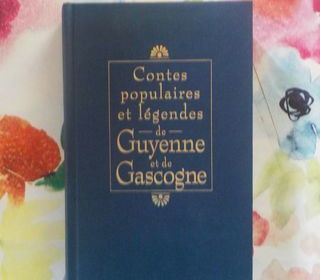 Contes
populaires
et légendes
de
Guyenne
et de
Gascogne